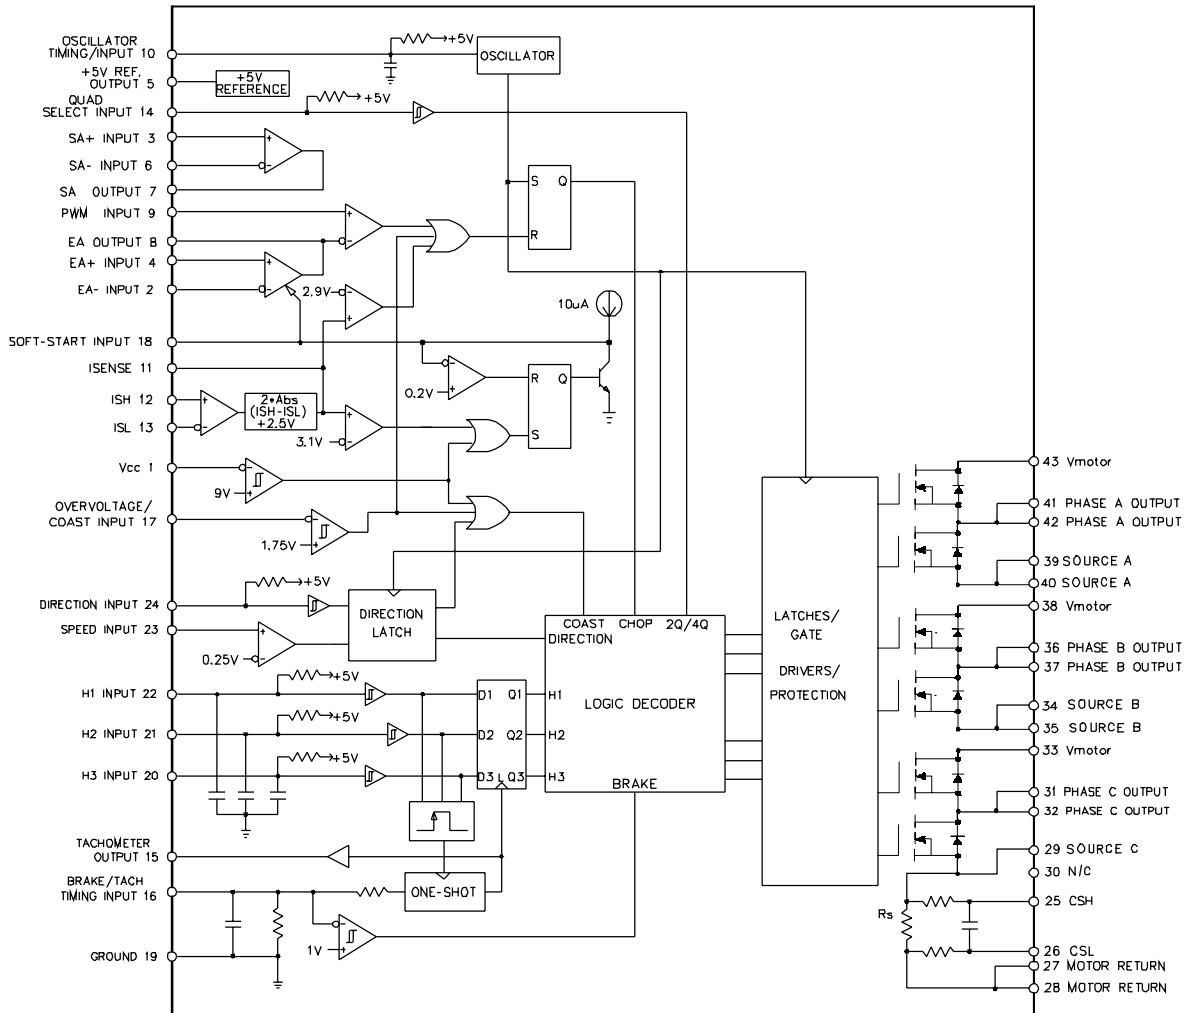 OSCILLATOR
TIMING/INPUT 10
+5V REF.
OUTPUT 5
QUAD
SELECT INPUT 14
SA+ INPUT 3
SA- INPUT 6
SA OUTPUT 7
PWM INPUT 9
EA OUTPUT 8
EA+ INPUT 4
EA- INPUT 2
SOFT-START INPUT 18
ISENSE 11
ISH 12
ISL 13
Vcc 1
OVERVOLTAGE/
COAST INPUT 17
DIRECTION INPUT 24
SPEED INPUT 23
H1 INPUT 22
H2 INPUT 21
H3 INPUT 20
TACHOMETER
OUTPUT 15
BRAKE/TACH
TIMING INPUT 16
GROUND 19
+5V
OSCILLATOR
+5V
REFERENCE
+5V
+
-
+
-
+
-
2.9V
-
+
S Q
R
10uA
-
+
0.2V
R Q
S
+
-
2*Abs
(ISH-ISL)
+2.5V
+
-
3.1V
-
+
9V
-
+
1.75V
+5V
DIRECTION
LATCH
+
-
0.25V
COAST CHOP 2Q/4Q
DIRECTION
LOGIC DECODER
H1
H2
H3
BRAKE
+5V
+5V
+5V
D1 Q1
D2 Q2
D3 L Q3
ONE-SHOT
-
+
1V
LATCHES/
GATE
DRIVERS/
PROTECTION
43 Vmotor
41 PHASE A OUTPUT
42 PHASE A OUTPUT
39 SOURCE A
40 SOURCE A
38 Vmotor
36 PHASE B OUTPUT
37 PHASE B OUTPUT
34 SOURCE B
35 SOURCE B
33 Vmotor
31 PHASE C OUTPUT
32 PHASE C OUTPUT
29 SOURCE C
30 N/C
Rs
25 CSH
26 CSL
27 MOTOR RETURN
28 MOTOR RETURN